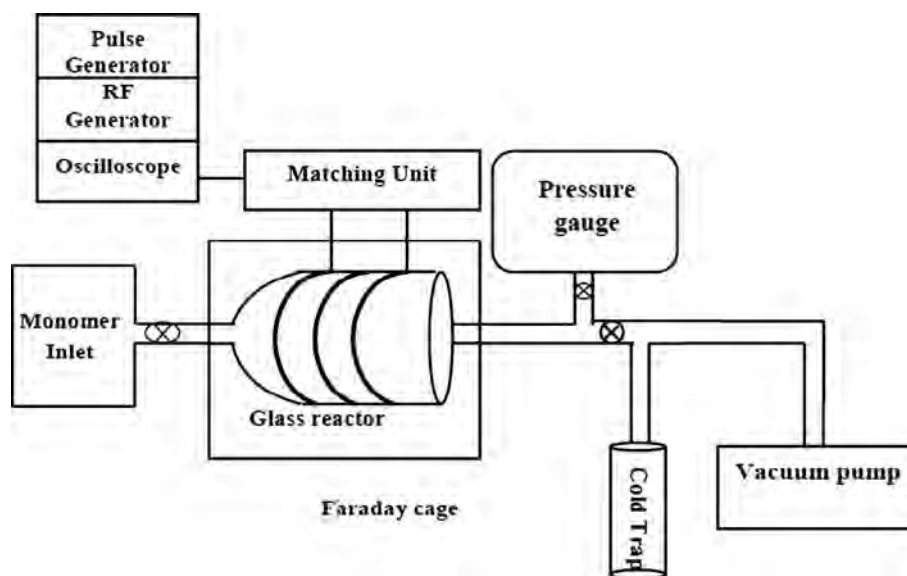 Pulse
Generator
RF
Generator
Oscilloscope
Matching Unit
Pressure
gauge
Monomer
Inlet
Glass reactor
Faraday cage
Cold Trap
Vacuum pump